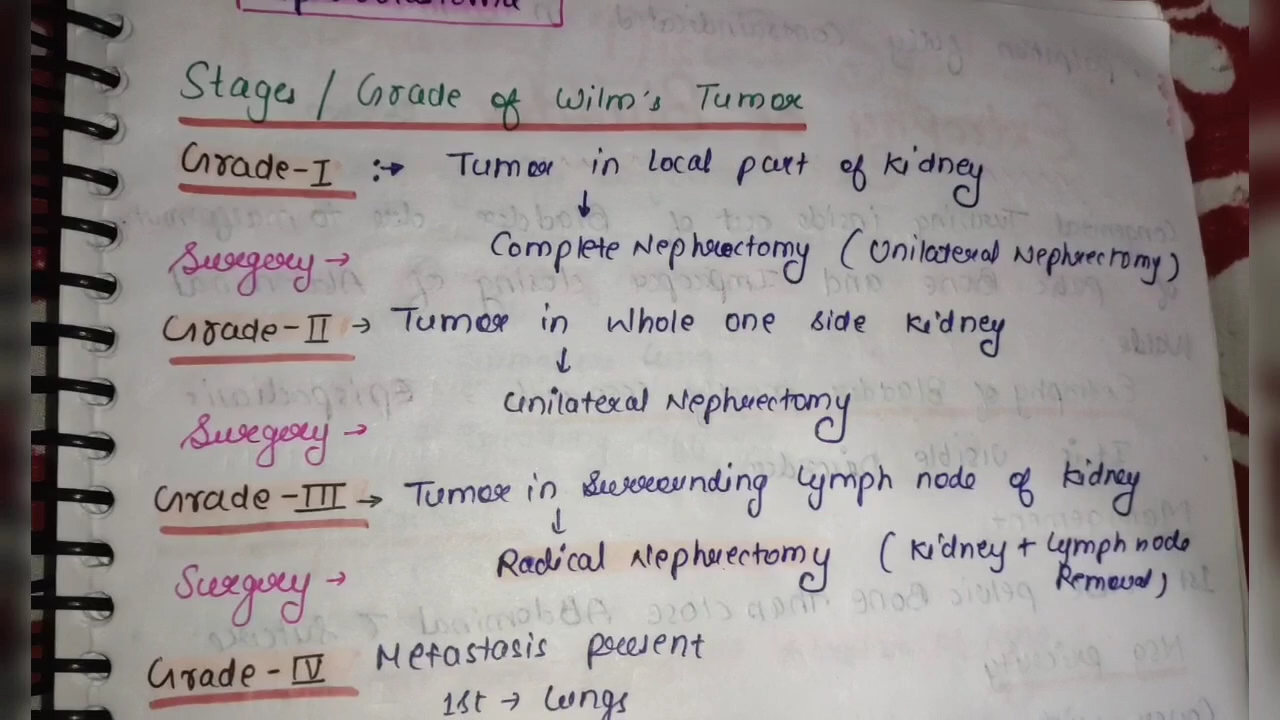 Stages / Grade of Wilm's Tumor
Grade-I :→ Tumor in local part of kidney
↓
Surgery → Complete Nephrectomy ( Unilateral Nephrectomy)
Grade-II → Tumor in whole one side kidney
↓
Unilateral Nephrectomy
Surgery →
Grade-III → Tumor in Surrounding lymph node of kidney
↓
Radical Nephrectomy ( kidney + lymph node
Surgery → Removal)
Grade-IV Metastasis present
1st → lungs